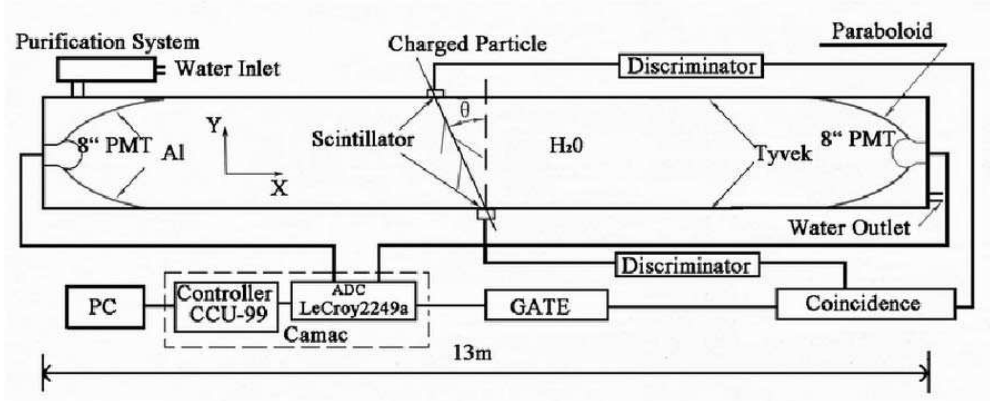 Purification System
Water Inlet
Charged Particle
Paraboloid
Discriminator
8“ PMT
Al
Y
X
Scintillator
θ
H₂0
Tyvek
8“ PMT
Water Outlet
Discriminator
PC
Controller
CCU-99
ADC
LeCroy2249a
Camac
GATE
Coincidence
13m